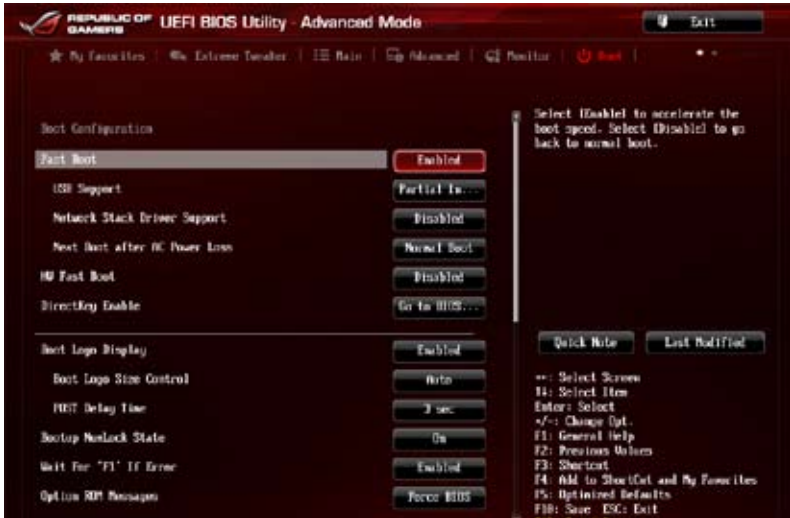 REPUBLIC OF GAMERS
UEFI BIOS Utility - Advanced Mode
Exit
My Favorites | Extreme Tweaker | Main | Advanced | Monitor | Boot |
Boot Configuration
Fast Boot
Enabled
USB Support
Partial In...
Network Stack Driver Support
Disabled
Next Boot after AC Power Loss
Normal Boot
HW Fast Boot
Disabled
DirectKey Enable
Go to BIOS...
Boot Logo Display
Enabled
Boot Logo Size Control
Auto
POST Delay Time
3 sec
Bootup NumLock State
On
Wait For 'F1' If Error
Enabled
Option ROM Messages
Force BIOS
Select [Enable] to accelerate the
boot speed. Select [Disable] to go
back to normal boot.
Quick Note
Last Modified
: Select Screen
↑↓: Select Item
Enter: Select
+/-: Change Opt.
F1: General Help
F2: Previous Values
F3: Shortcut
F4: Add to ShortCut and My Favorites
F5: Optimized Defaults
F10: Save ESC: Exit